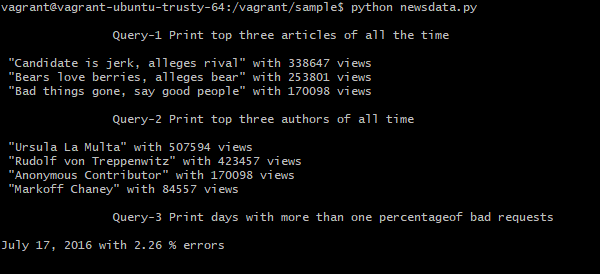 vagrant@vagrant-ubuntu-trusty-64:/vagrant/sample$ python newsdata.py
Query-1 Print top three articles of all the time
"Candidate is jerk, alleges rival" with 338647 views
"Bears love berries, alleges bear" with 253801 views
"Bad things gone, say good people" with 170098 views
Query-2 Print top three authors of all time
"Ursula La Multa" with 507594 views
"Rudolf von Treppenwitz" with 423457 views
"Anonymous Contributor" with 170098 views
"Markoff Chaney" with 84557 views
Query-3 Print days with more than one percentageof bad requests
July 17, 2016 with 2.26 % errors